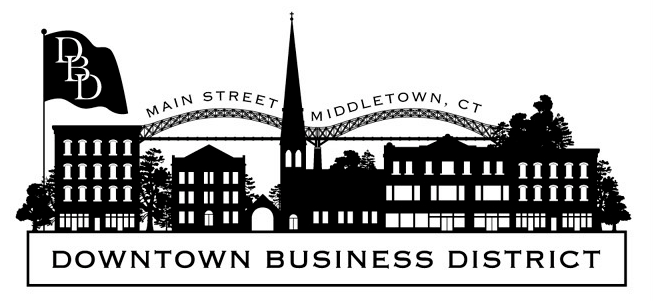 DBD
MAIN STREET MIDDLETOWN, CT
DOWNTOWN BUSINESS DISTRICT